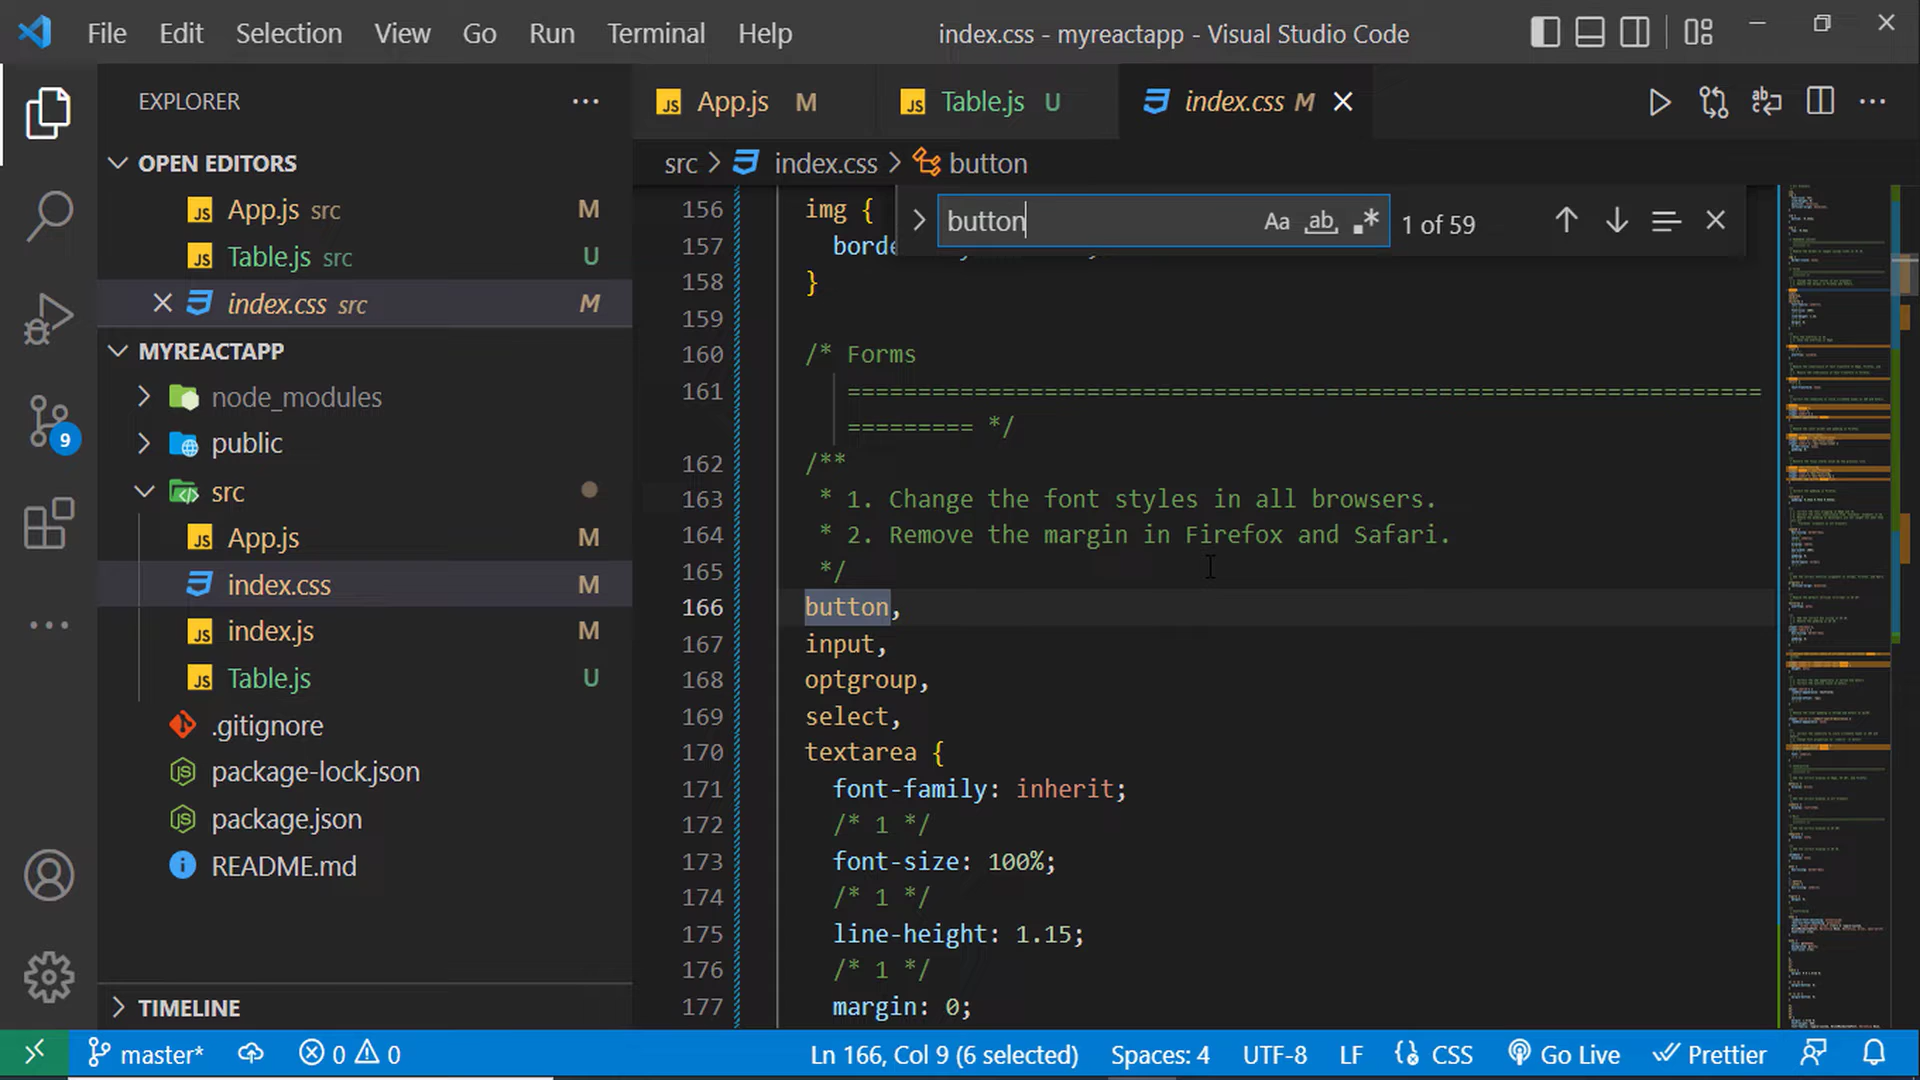 File Edit Selection View Go Run Terminal Help index.css - myreactapp - Visual Studio Code
EXPLORER
App.js M
Table.js U
index.css M
OPEN EDITORS
src
index.css
button
App.js src M
Table.js src U
index.css src M
button
Aa
ab
1 of 59
MYREACTAPP
node_modules
public
src
App.js M
index.css M
index.js M
Table.js U
.gitignore
package-lock.json
package.json
README.md
TIMELINE
9
156 img {
157 borde
158 }
159
160 /* Forms
161 =================================================================
========= */
162 /**
163 * 1. Change the font styles in all browsers.
164 * 2. Remove the margin in Firefox and Safari.
165 */
166 button,
167 input,
168 optgroup,
169 select,
170 textarea {
171 font-family: inherit;
172 /* 1 */
173 font-size: 100%;
174 /* 1 */
175 line-height: 1.15;
176 /* 1 */
177 margin: 0;
master* 0 0 Ln 166, Col 9 (6 selected) Spaces: 4 UTF-8 LF CSS Go Live Prettier